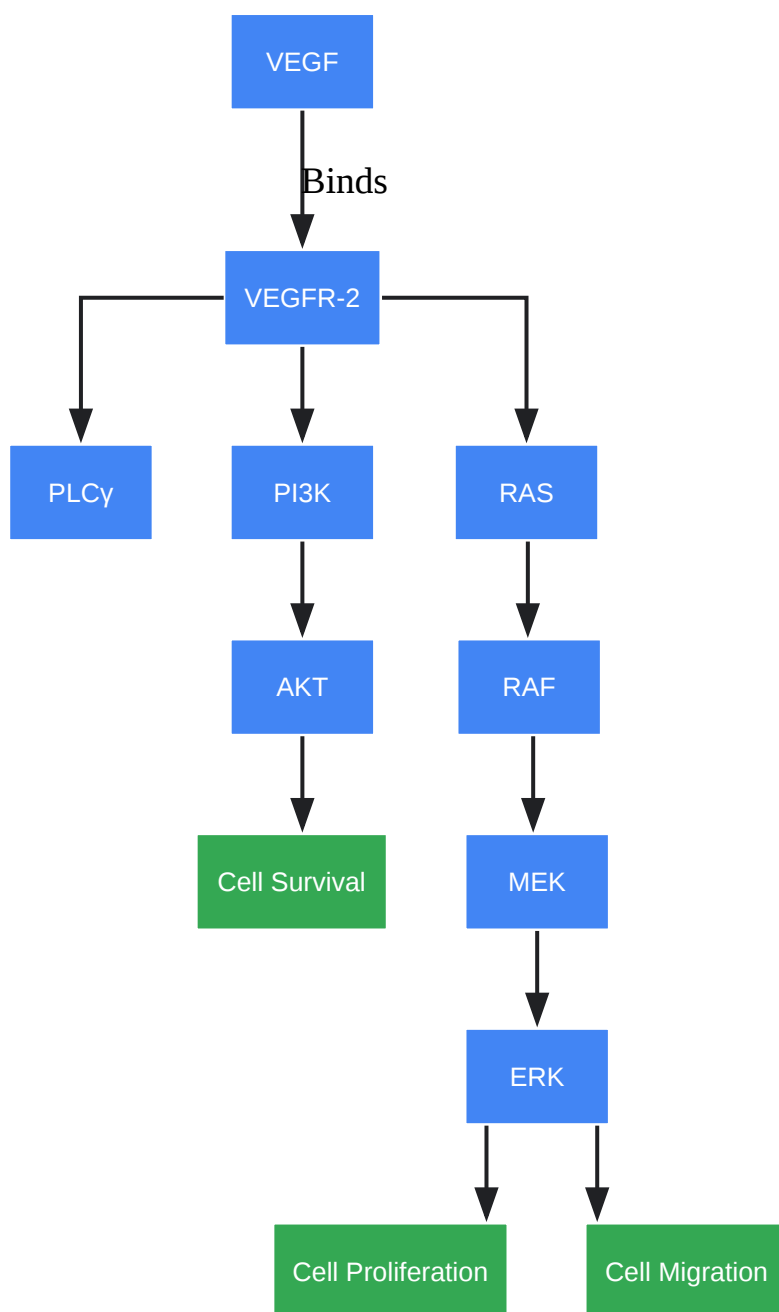 VEGF
Binds
VEGFR-2
PLCγ
PI3K
RAS
AKT
RAF
Cell Survival
MEK
ERK
Cell Proliferation
Cell Migration